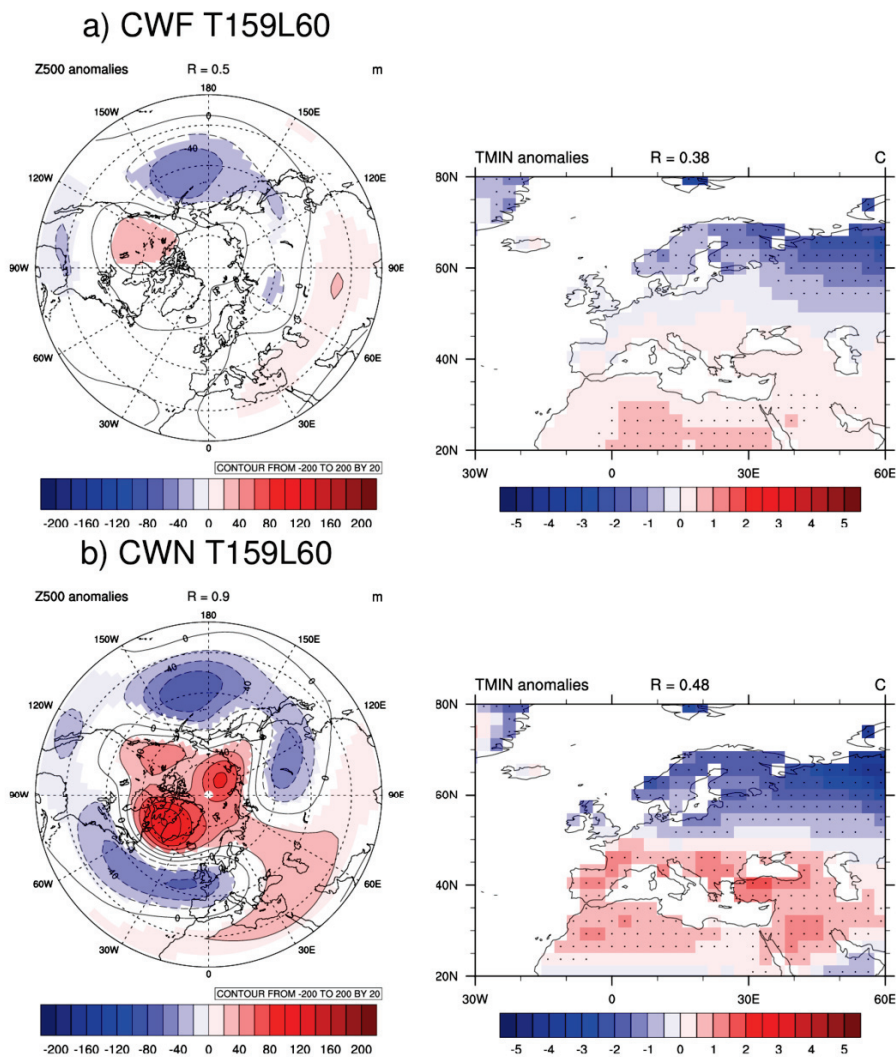 a) CWF T159L60
Z500 anomalies R = 0.5 m
180
150W 150E
120W
90W 90E
60W 60E
30W 30E
0
0
40
CONTOUR FROM -200 TO 200 BY 20
-200 -160 -120 -80 -40 0 40 80 120 160 200
TMIN anomalies R = 0.38 C
80N
60N
40N
20N
30W 0 30E 60E
-5 -4 -3 -2 -1 0 1 2 3 4 5
b) CWN T159L60
Z500 anomalies R = 0.9 m
180
150W 150E
120W 120E
90W 90E
60W 60E
30W 30E
0
0
-40
CONTOUR FROM -200 TO 200 BY 20
-200 -160 -120 -80 -40 0 40 80 120 160 200
TMIN anomalies R = 0.48 C
80N
60N
40N
20N
30W 0 30E 60E
-5 -4 -3 -2 -1 0 1 2 3 4 5